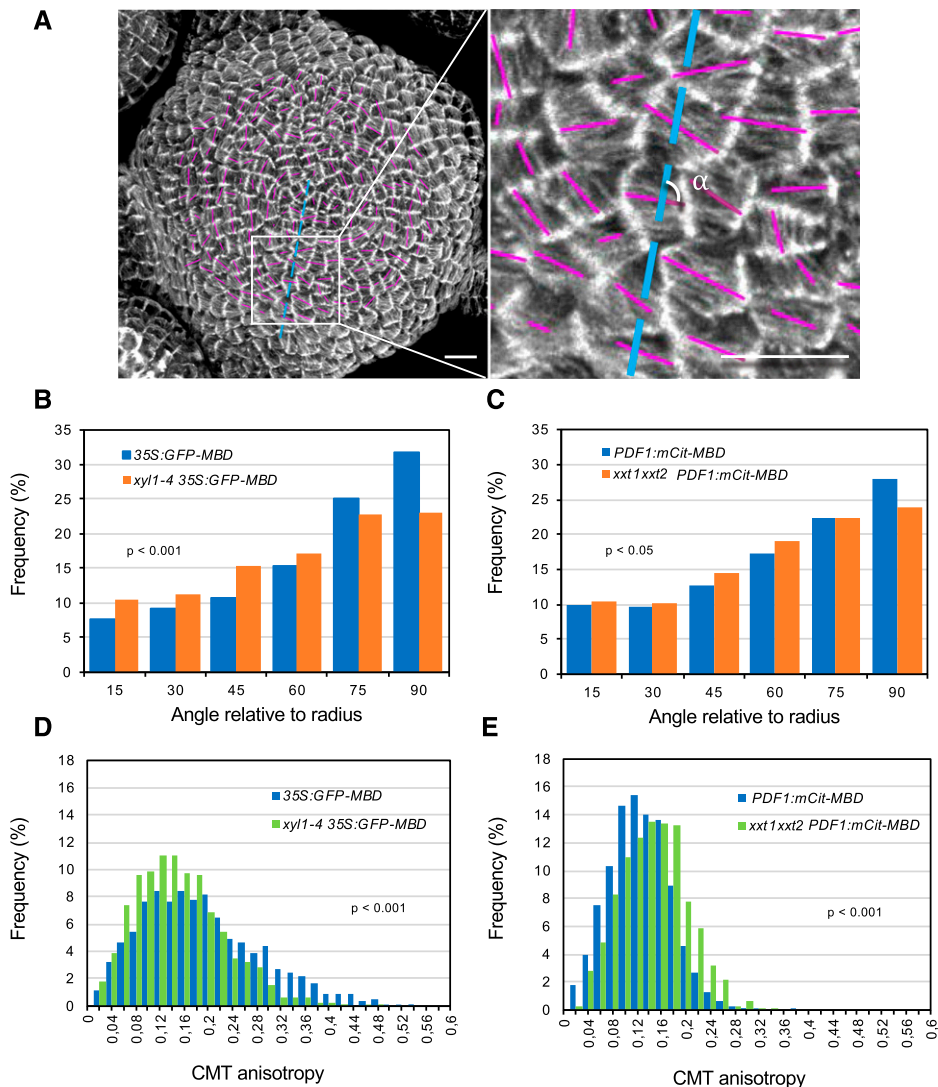 A
α
B
C
35
30
25
20
15
10
5
0
Frequency (%)
35S:GFP-MBD
xyl1-4 35S:GFP-MBD
p < 0.001
15 30 45 60 75 90
Angle relative to radius
35
30
25
20
15
10
5
0
Frequency (%)
PDF1:mCit-MBD
xxt1xxt2 PDF1:mCit-MBD
p < 0.05
15 30 45 60 75 90
Angle relative to radius
D
E
18
16
14
12
10
8
6
4
2
0
Frequency (%)
35S:GFP-MBD
xyl1-4 35S:GFP-MBD
p < 0.001
0 0,04 0,08 0,12 0,16 0,2 0,24 0,28 0,32 0,36 0,4 0,44 0,48 0,52 0,56 0,6
CMT anisotropy
18
16
14
12
10
8
6
4
2
0
Frequency (%)
PDF1:mCit-MBD
xxt1xxt2 PDF1:mCit-MBD
p < 0.001
0 0,04 0,08 0,12 0,16 0,2 0,24 0,28 0,32 0,36 0,4 0,44 0,48 0,52 0,56 0,6
CMT anisotropy